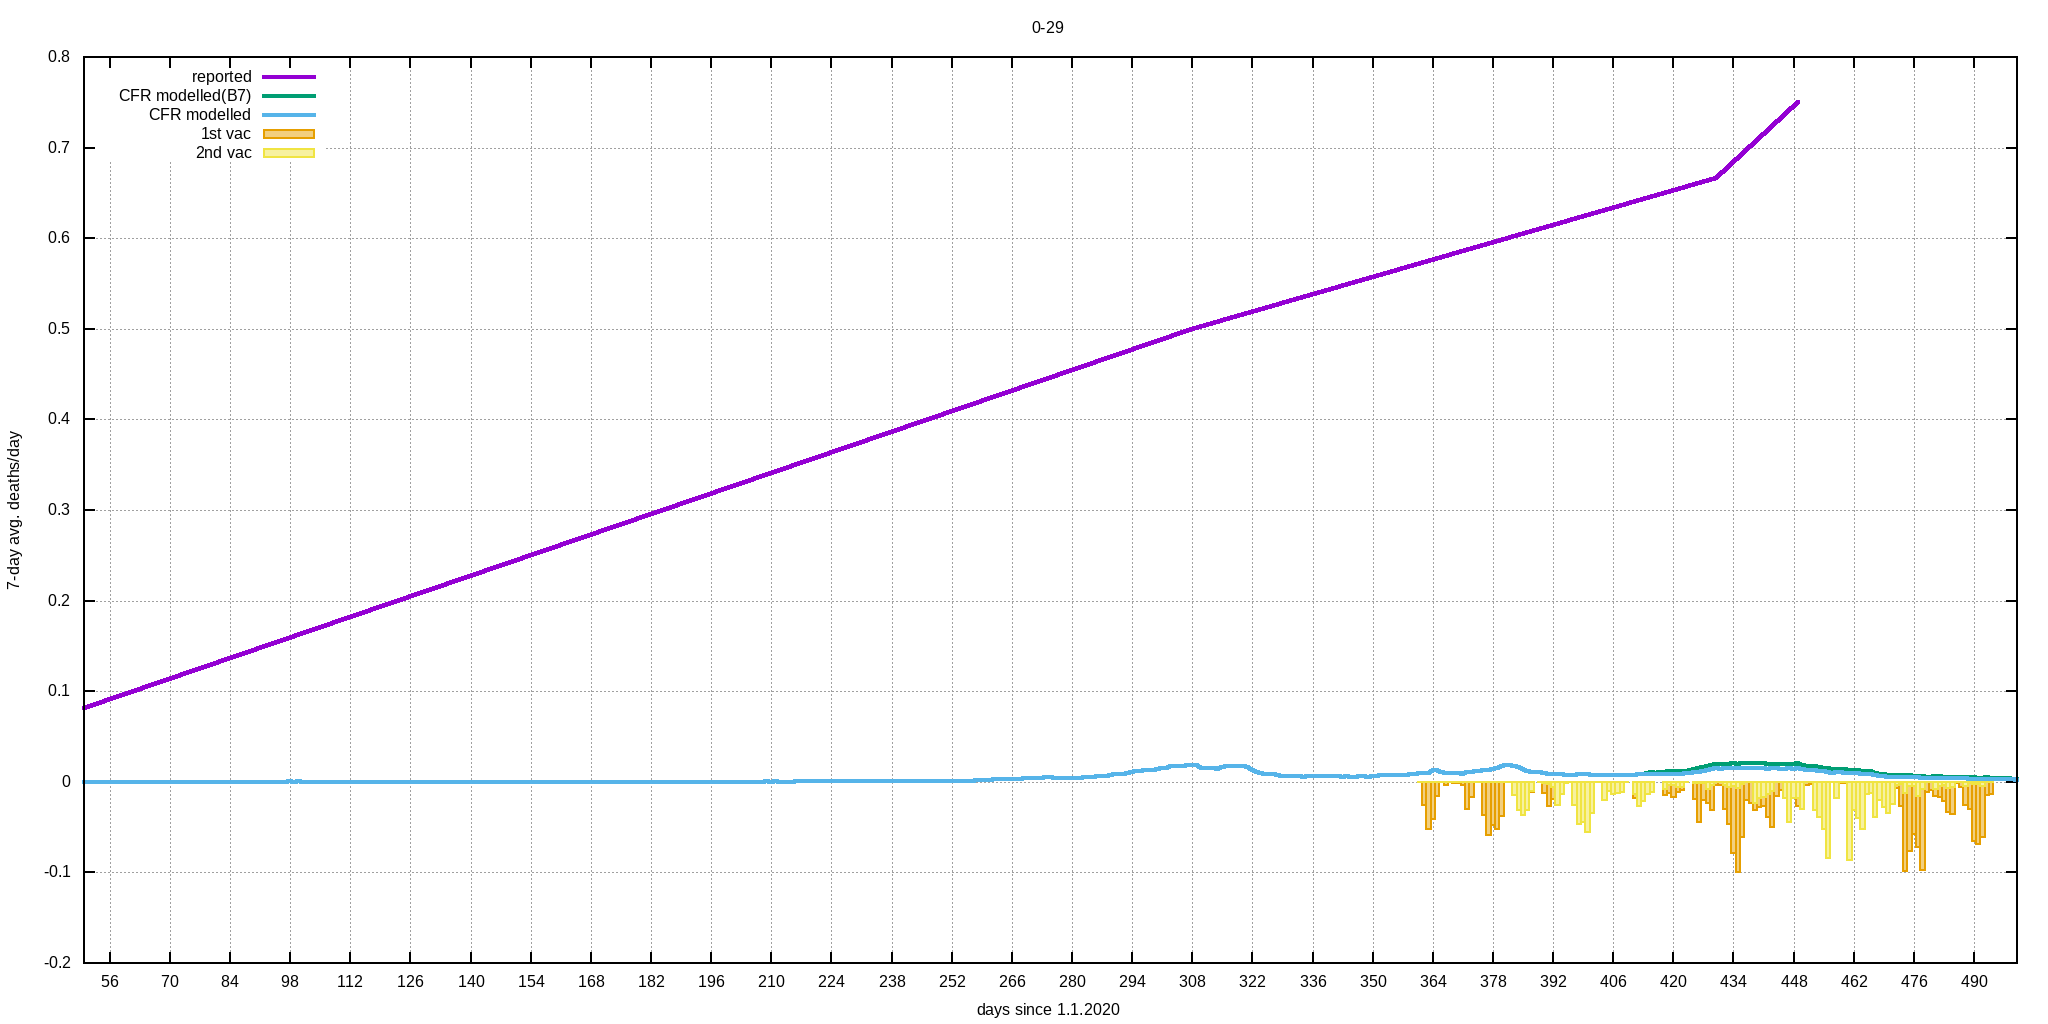 0-29
reported
CFR modelled(B7)
CFR modelled
1st vac
2nd vac
0.8
0.7
0.6
0.5
0.4
0.3
0.2
0.1
0
-0.1
-0.2
7-day avg. deaths/day
56 70 84 98 112 126 140 154 168 182 196 210 224 238 252 266 280 294 308 322 336 350 364 378 392 406 420 434 448 462 476 490
days since 1.1.2020